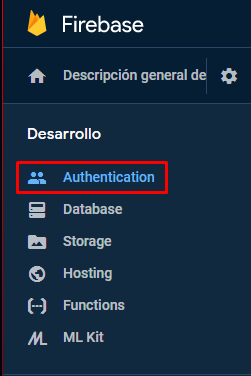 Firebase
Descripción general de
Desarrollo
Authentication
Database
Storage
Hosting
Functions
ML Kit